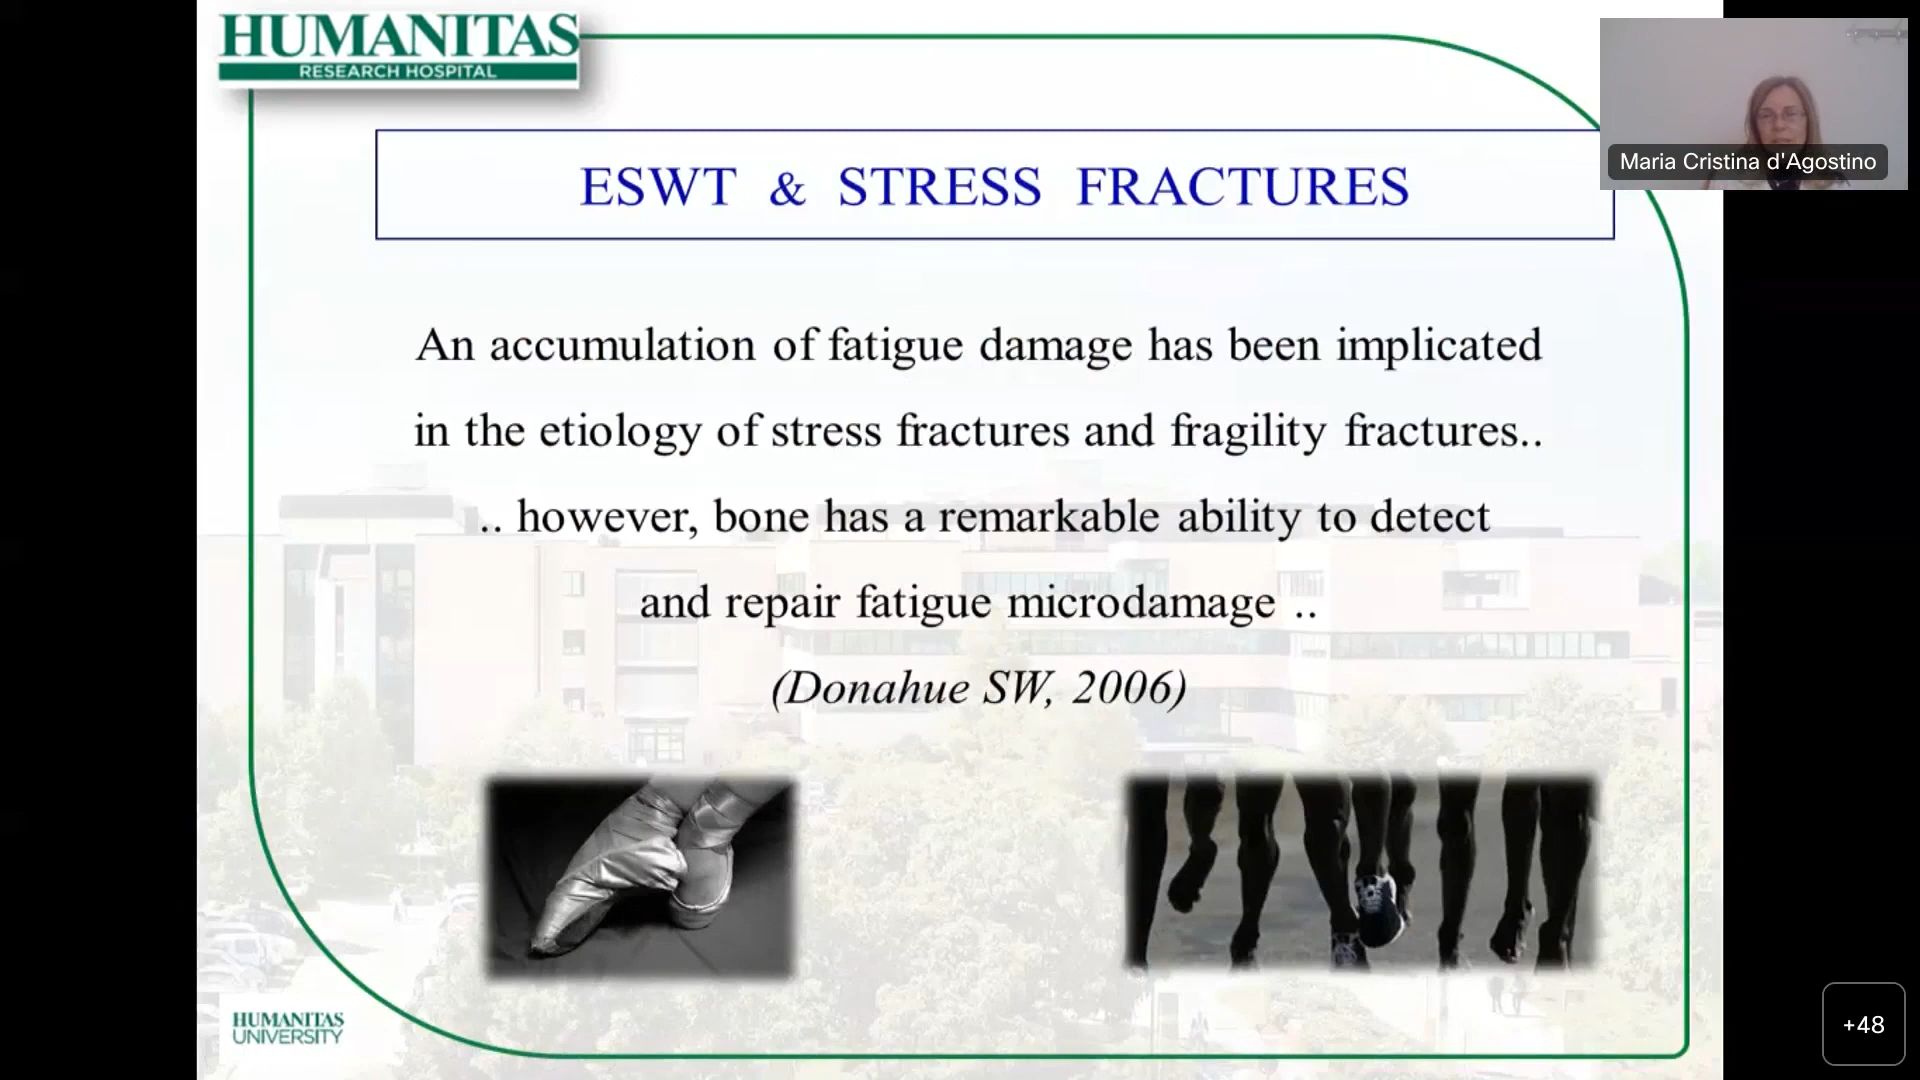 HUMANITAS
RESEARCH HOSPITAL
Maria Cristina d'Agostino
ESWT & STRESS FRACTURES
An accumulation of fatigue damage has been implicated
in the etiology of stress fractures and fragility fractures..
.. however, bone has a remarkable ability to detect
and repair fatigue microdamage ..
(Donahue SW, 2006)
HUMANITAS
UNIVERSITY
+48